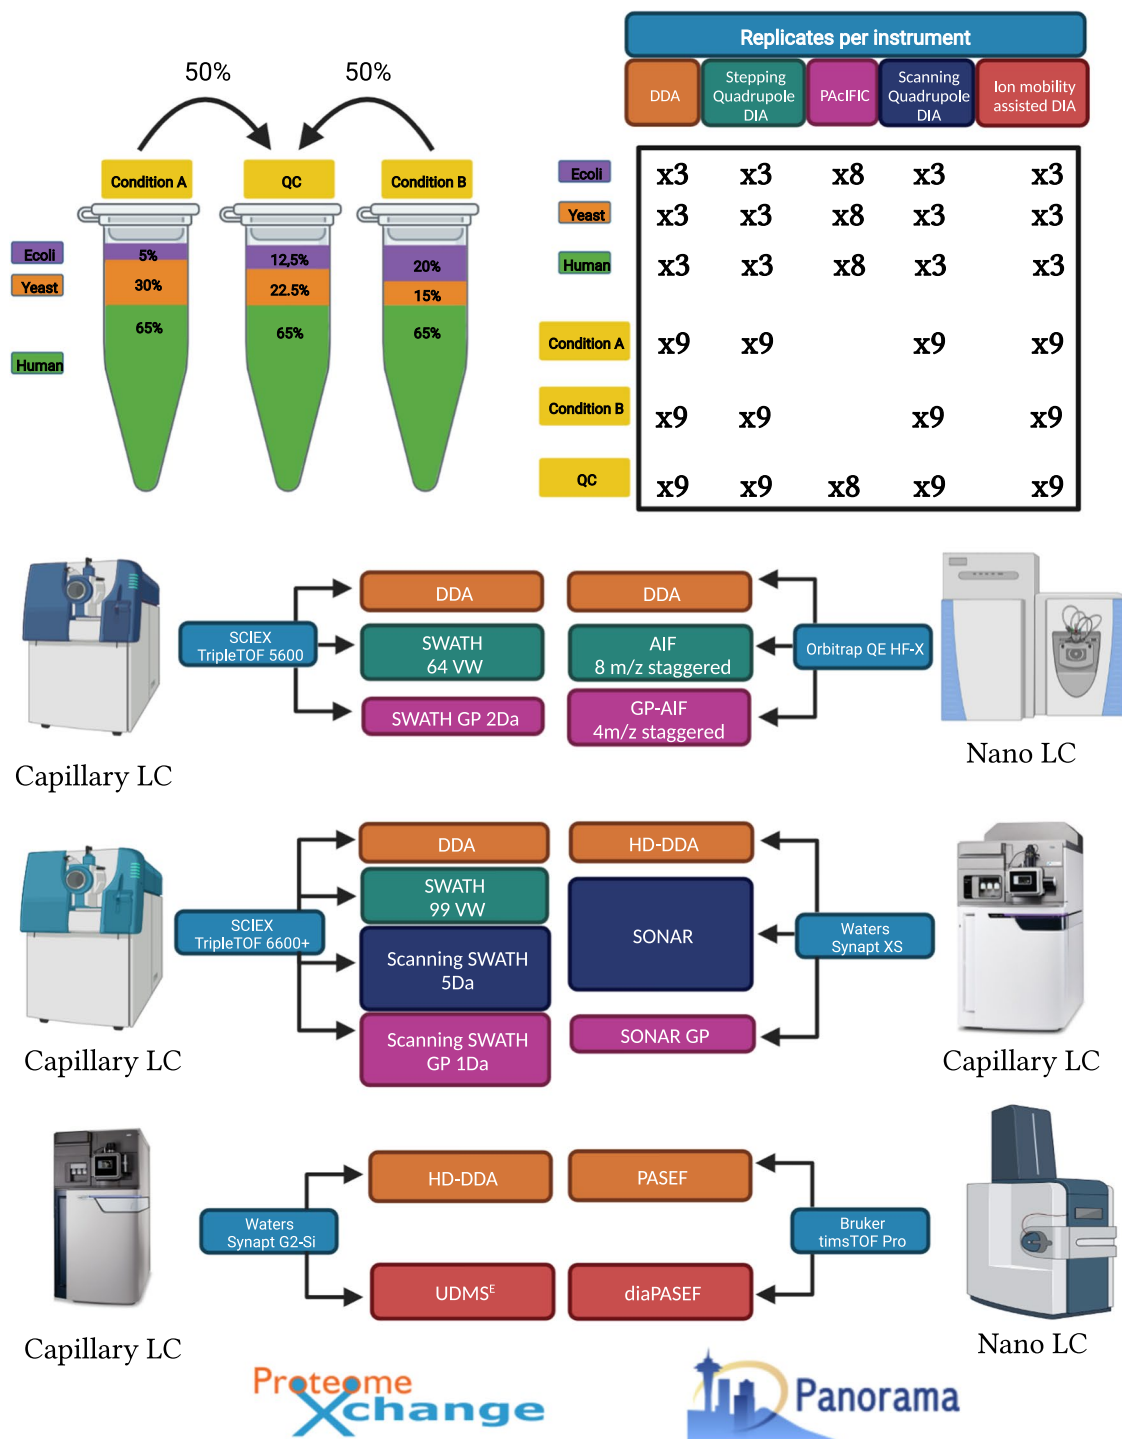 50%
50%
Condition A
QC
Condition B
Ecoli
Yeast
Human
5%
30%
65%
12,5%
22.5%
65%
20%
15%
65%
Replicates per instrument
DDA
Stepping
Quadrupole
DIA
PAcIFIC
Scanning
Quadrupole
DIA
Ion mobility
assisted DIA
Ecoli
x3 x3 x8 x3 x3
Yeast
x3 x3 x8 x3 x3
Human
x3 x3 x8 x3 x3
Condition A
x9 x9 x9 x9
Condition B
x9 x9 x9 x9
QC
x9 x9 x8 x9 x9
Capillary LC
SCIEX
TripleTOF 5600
DDA
SWATH
64 VW
SWATH GP 2Da
DDA
AIF
8 m/z staggered
GP-AIF
4m/z staggered
Orbitrap QE HF-X
Nano LC
Capillary LC
SCIEX
TripleTOF 6600+
DDA
SWATH
99 VW
Scanning SWATH
5Da
Scanning SWATH
GP 1Da
HD-DDA
SONAR
SONAR GP
Waters
Synapt XS
Capillary LC
Capillary LC
Waters
Synapt G2-Si
HD-DDA
UDMSᴱ
PASEF
diaPASEF
Bruker
timsTOF Pro
Nano LC
Proteome
Xchange
Panorama